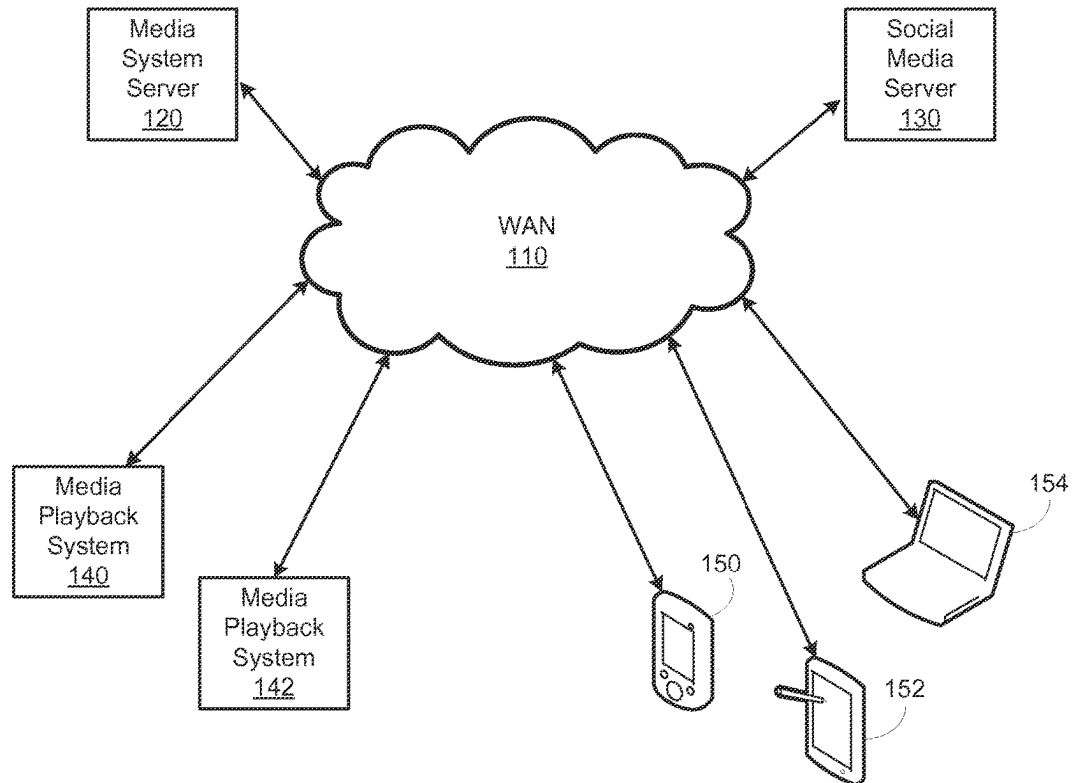 Media
System
Server
120
Social
Media
Server
130
WAN
110
Media
Playback
System
140
Media
Playback
System
142
150
152
154